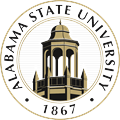 ALABAMA STATE UNIVERSITY
• 1867 •